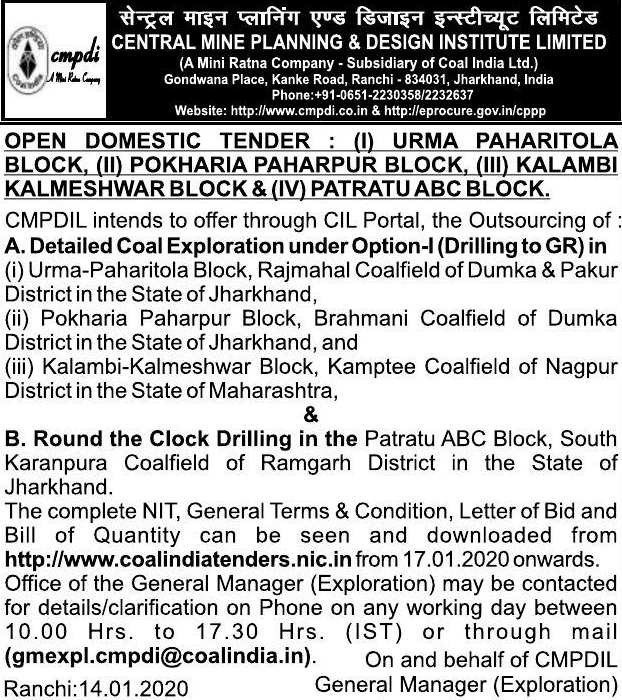 सेन्ट्रल माइन प्लानिंग एण्ड डिजाइन इन्स्टीच्यूट लिमिटेड
cmpdi
A Mini Ratna Company
CENTRAL MINE PLANNING & DESIGN INSTITUTE LIMITED
(A Mini Ratna Company - Subsidiary of Coal India Ltd.)
Gondwana Place, Kanke Road, Ranchi - 834031, Jharkhand, India
Phone:+91-0651-2230358/2232637
Website: http://www.cmpdi.co.in & http://eprocure.gov.in/cppp
OPEN DOMESTIC TENDER : (I) URMA PAHARITOLA
BLOCK, (II) POKHARIA PAHARPUR BLOCK, (III) KALAMBI
KALMESHWAR BLOCK & (IV) PATRATU ABC BLOCK.
CMPDIL intends to offer through CIL Portal, the Outsourcing of :
A. Detailed Coal Exploration under Option-I (Drilling to GR) in
(i) Urma-Paharitola Block, Rajmahal Coalfield of Dumka & Pakur
District in the State of Jharkhand,
(ii) Pokharia Paharpur Block, Brahmani Coalfield of Dumka
District in the State of Jharkhand, and
(iii) Kalambi-Kalmeshwar Block, Kamptee Coalfield of Nagpur
District in the State of Maharashtra,
&
B. Round the Clock Drilling in the Patratu ABC Block, South
Karanpura Coalfield of Ramgarh District in the State of
Jharkhand.
The complete NIT, General Terms & Condition, Letter of Bid and
Bill of Quantity can be seen and downloaded from
http://www.coalindiatenders.nic.in from 17.01.2020 onwards.
Office of the General Manager (Exploration) may be contacted
for details/clarification on Phone on any working day between
10.00 Hrs. to 17.30 Hrs. (IST) or through mail
(gmexpl.cmpdi@coalindia.in). On and behalf of CMPDIL
Ranchi:14.01.2020 General Manager (Exploration)